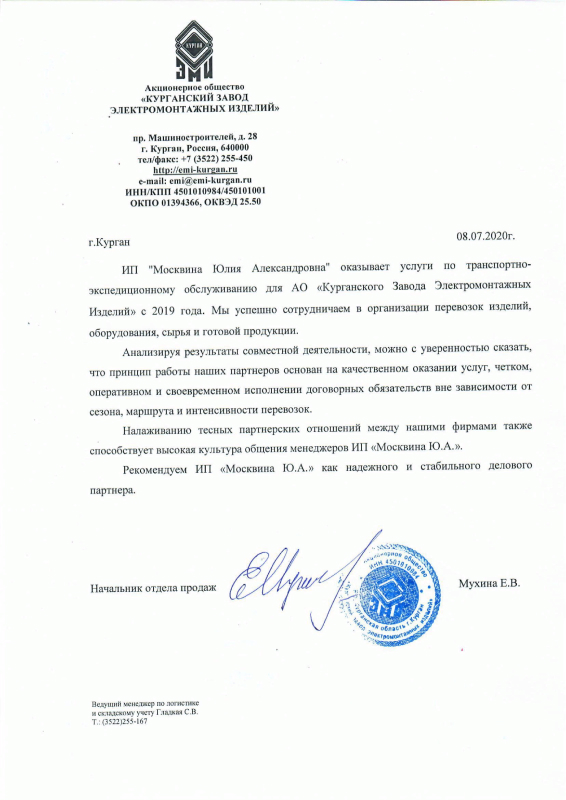 КУРГАН
ЭМИ
Акционерное общество
«КУРГАНСКИЙ ЗАВОД
ЭЛЕКТРОМОНТАЖНЫХ ИЗДЕЛИЙ»
пр. Машиностроителей, д. 28
г. Курган, Россия, 640000
тел/факс: +7 (3522) 255-450
http://emi-kurgan.ru
e-mail: emi@emi-kurgan.ru
ИНН/КПП 4501010984/450101001
ОКПО 01394366, ОКВЭД 25.50
г.Курган
08.07.2020г.
ИП "Москвина Юлия Александровна" оказывает услуги по транспортно-
экспедиционному обслуживанию для АО «Курганского Завода Электромонтажных
Изделий» с 2019 года. Мы успешно сотрудничаем в организации перевозок изделий,
оборудования, сырья и готовой продукции.
Анализируя результаты совместной деятельности, можно с уверенностью сказать,
что принцип работы наших партнеров основан на качественном оказании услуг, четком,
оперативном и своевременном исполнении договорных обязательств вне зависимости от
сезона, маршрута и интенсивности перевозок.
Налаживанию тесных партнерских отношений между нашими фирмами также
способствует высокая культура общения менеджеров ИП «Москвина Ю.А.».
Рекомендуем ИП «Москвина Ю.А.» как надежного и стабильного делового
партнера.
Начальник отдела продаж
Мухина Е.В.
общество
ИНН 4501010984
ЭМИ
Курганская область г.Курган
завод электромонтажных изделий»
Ведущий менеджер по логистике
и складскому учету Гладкая С.В.
Т.: (3522)255-167